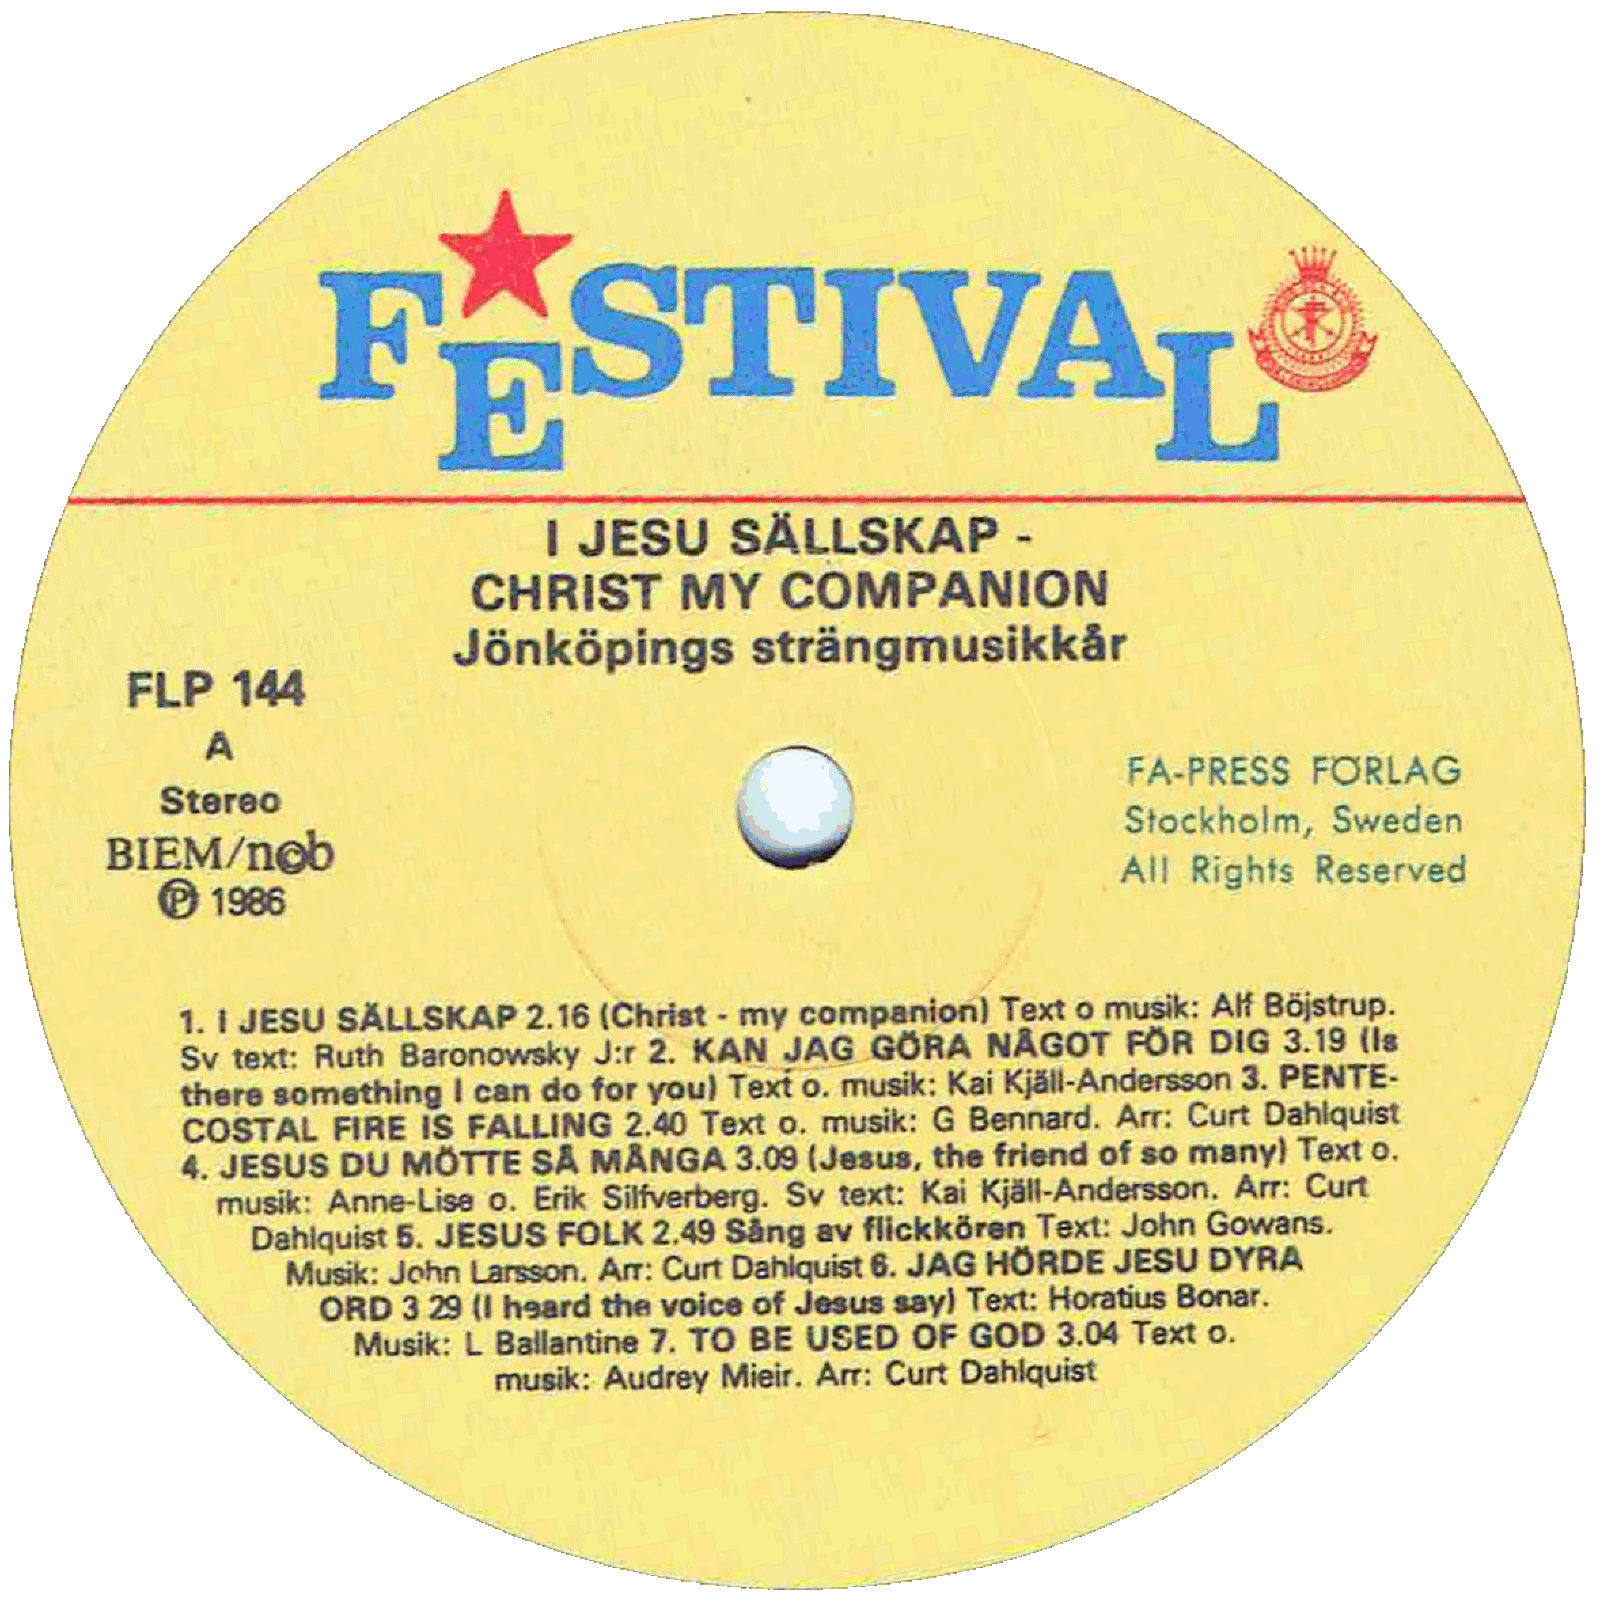 FESTIVAL
I JESU SÄLLSKAP -
CHRIST MY COMPANION
Jönköpings strängmusikkår
FLP 144
A
Stereo
BIEM/n©b
Ⓟ 1986
FA-PRESS FÖRLAG
Stockholm, Sweden
All Rights Reserved
1. I JESU SÄLLSKAP 2.16 (Christ - my companion) Text o musik: Alf Böjstrup.
Sv text: Ruth Baronowsky J:r 2. KAN JAG GÖRA NÅGOT FÖR DIG 3.19 (Is
there something I can do for you) Text o. musik: Kai Kjäll-Andersson 3. PENTE-
COSTAL FIRE IS FALLING 2.40 Text o. musik: G Bennard. Arr: Curt Dahlquist
4. JESUS DU MÖTTE SÅ MÅNGA 3.09 (Jesus, the friend of so many) Text o.
musik: Anne-Lise o. Erik Silfverberg. Sv text: Kai Kjäll-Andersson. Arr: Curt
Dahlquist 5. JESUS FOLK 2.49 Sång av flickkören Text: John Gowans.
Musik: John Larsson. Arr: Curt Dahlquist 6. JAG HÖRDE JESU DYRA
ORD 3 29 (I heard the voice of Jesus say) Text: Horatius Bonar.
Musik: L Ballantine 7. TO BE USED OF GOD 3.04 Text o.
musik: Audrey Mieir. Arr: Curt Dahlquist